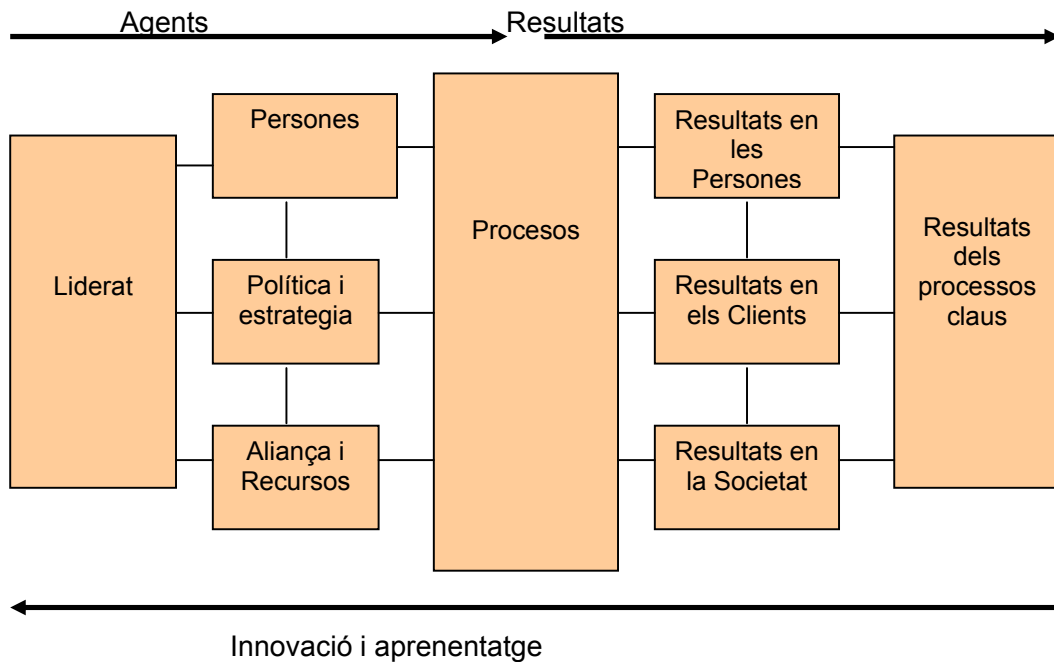 Agents
Resultats
Persones
Resultats en
les
Persones
Liderat
Política i
estrategia
Procesos
Resultats en
els Clients
Resultats
dels
processos
claus
Aliança i
Recursos
Resultats en
la Societat
Innovació i aprenentatge